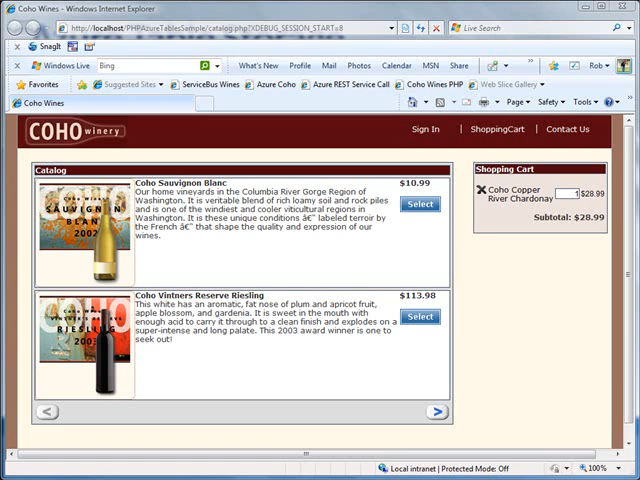 Coho Wines - Windows Internet Explorer
http://localhost/PHPAzureTablesSample/catalog.php?XDEBUG_SESSION_START=8
Live Search
SnagIt
Windows Live
Bing
What's New
Profile
Mail
Photos
Calendar
MSN
Share
Rob
Favorites
Suggested Sites
ServiceBus Wines
Azure Coho
Azure REST Service Call
Coho Wines PHP
Web Slice Gallery
Coho Wines
Page
Safety
Tools
COHO winery
Sign In | ShoppingCart | Contact Us
Catalog
Coho Sauvignon Blanc
$10.99
Our home vineyards in the Columbia River Gorge Region of
Washington. It is veritable blend of rich loamy soil and rock piles
and is one of the windiest and cooler viticultural regions in
Washington. It is these unique conditions â€" labeled terroir by
the French â€" that shape the quality and expression of our
wines.
Select
COHO
Coho Wines
SAUVIGNON
BLANC
2002
Coho Vintners Reserve Riesling
$113.98
This white has an aromatic, fat nose of plum and apricot fruit,
apple blossom, and gardenia. It is sweet in the mouth with
enough acid to carry it through to a clean finish and explodes on a
super-intense and long palate. This 2003 award winner is one to
seek out!
Select
COHO
RIESLING
2003
<
>
Shopping Cart
Coho Copper
River Chardonay
1
$28.99
Subtotal: $28.99
Local intranet | Protected Mode: Off
100%